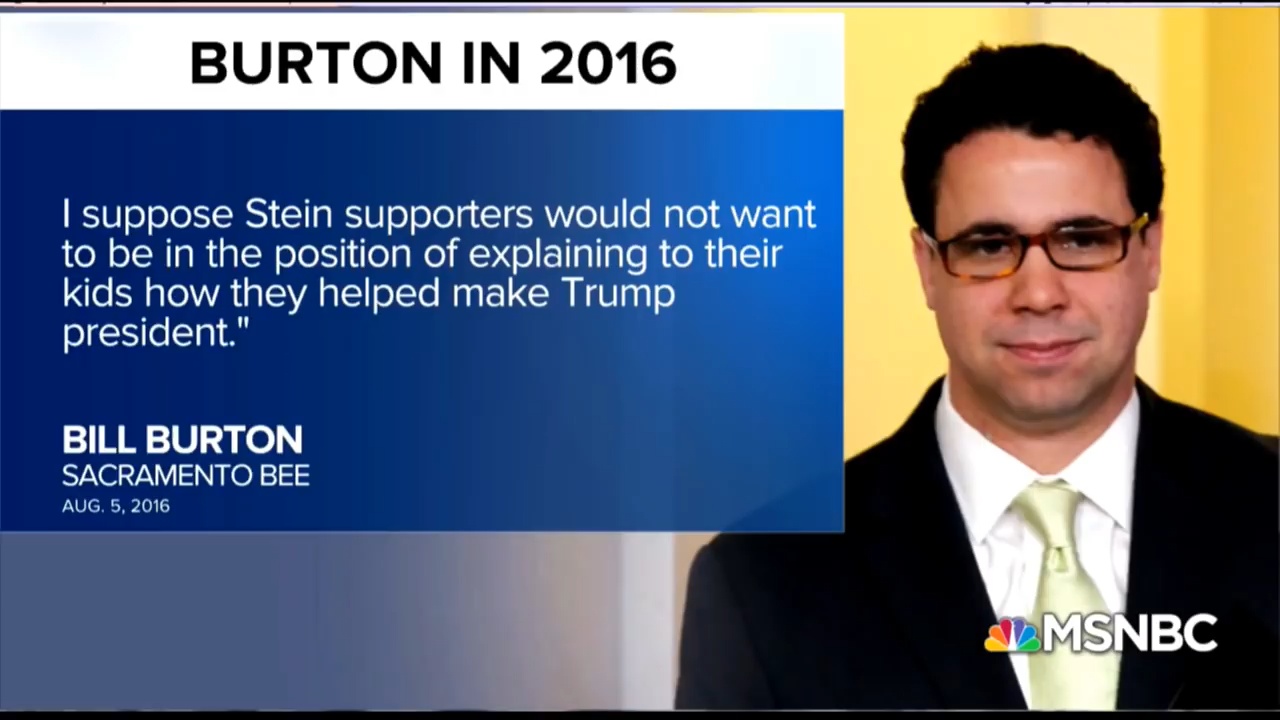 BURTON IN 2016
I suppose Stein supporters would not want
to be in the position of explaining to their
kids how they helped make Trump
president."
BILL BURTON
SACRAMENTO BEE
AUG. 5, 2016
MSNBC